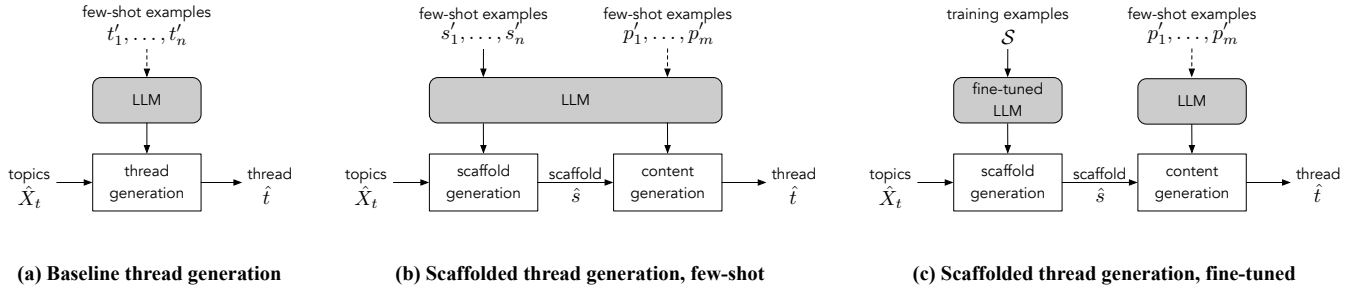 few-shot examples
t′₁, . . . , t′ₙ
LLM
topics
X̂ₜ
thread
generation
thread
t̂
(a) Baseline thread generation
few-shot examples
s′₁, . . . , s′ₙ
few-shot examples
p′₁, . . . , p′ₘ
LLM
topics
X̂ₜ
scaffold
generation
scaffold
ŝ
content
generation
thread
t̂
(b) Scaffolded thread generation, few-shot
training examples
𝒮
few-shot examples
p′₁, . . . , p′ₘ
fine-tuned
LLM
LLM
topics
X̂ₜ
scaffold
generation
scaffold
ŝ
content
generation
thread
t̂
(c) Scaffolded thread generation, fine-tuned